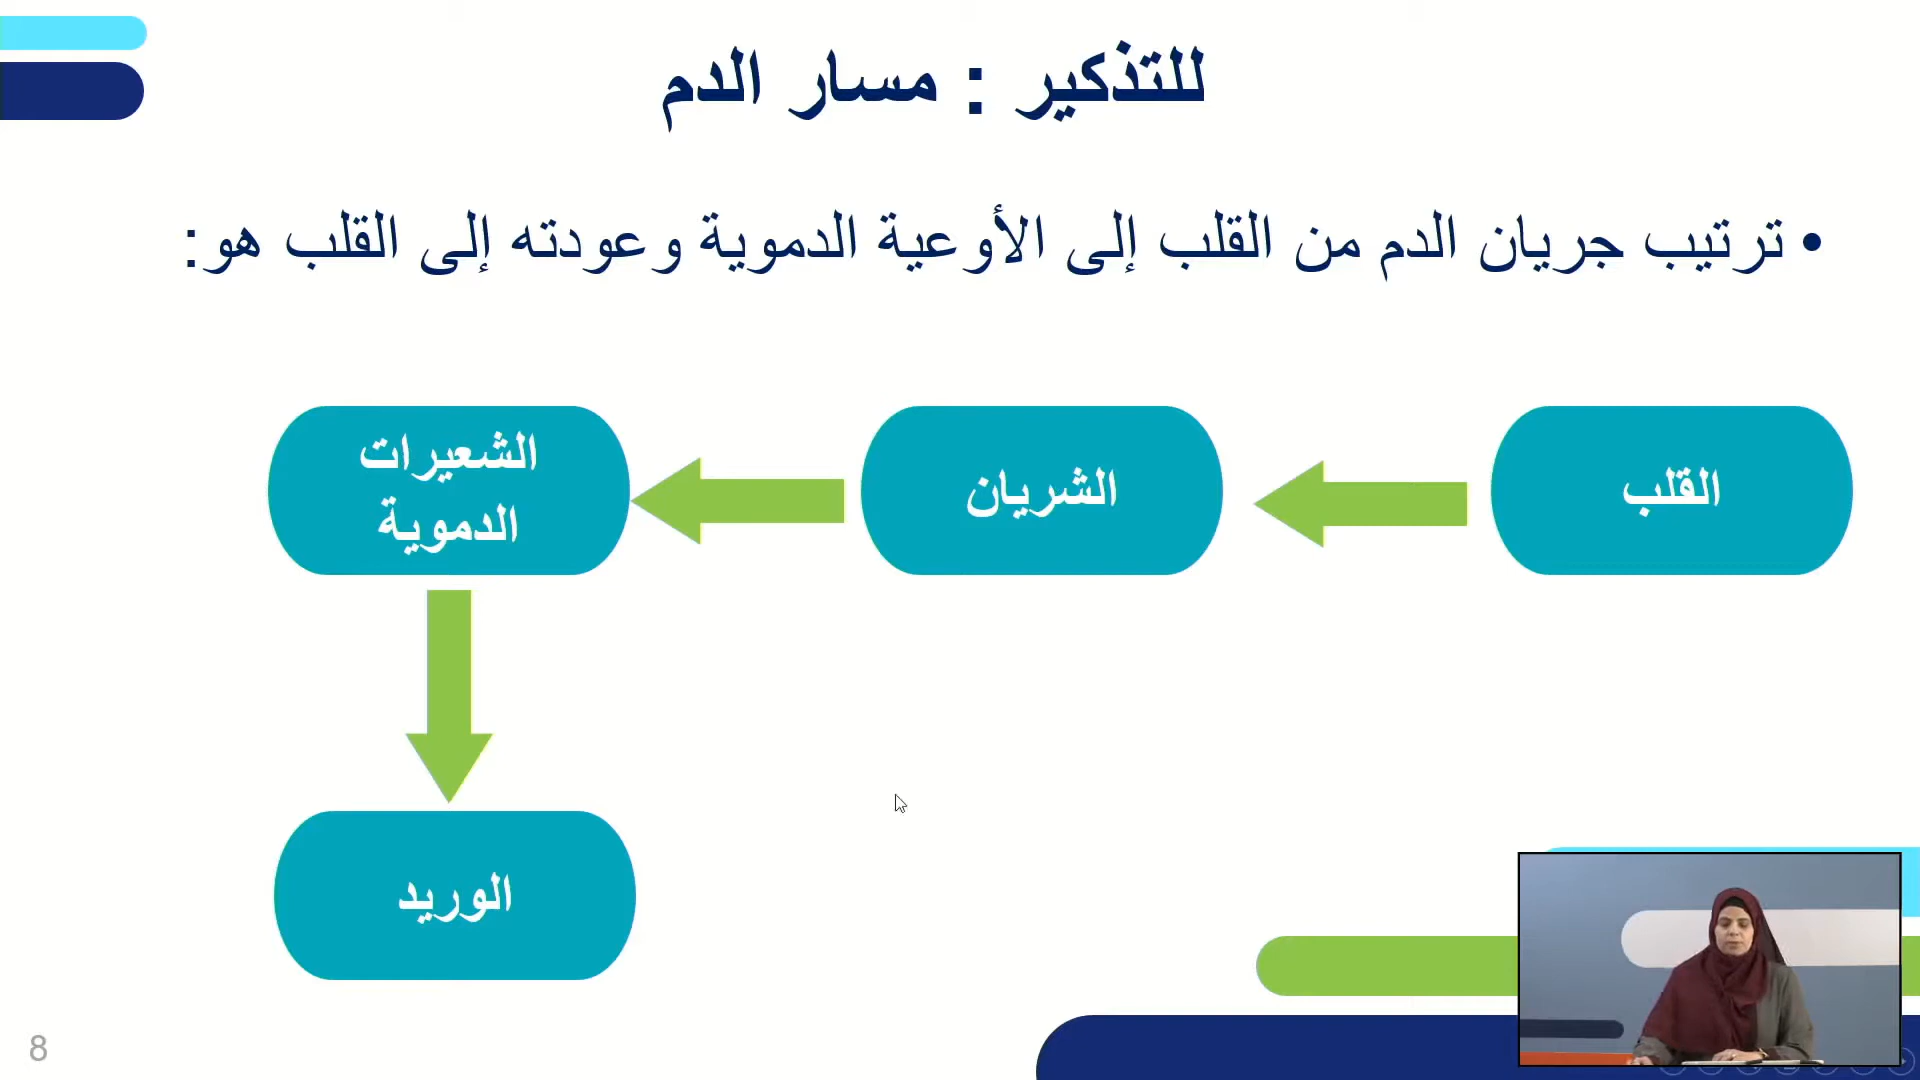 للتذكير : مسار الدم
• ترتيب جريان الدم من القلب إلى الأوعية الدموية وعودته إلى القلب هو:
القلب
الشريان
الشعيرات
الدموية
الوريد
8